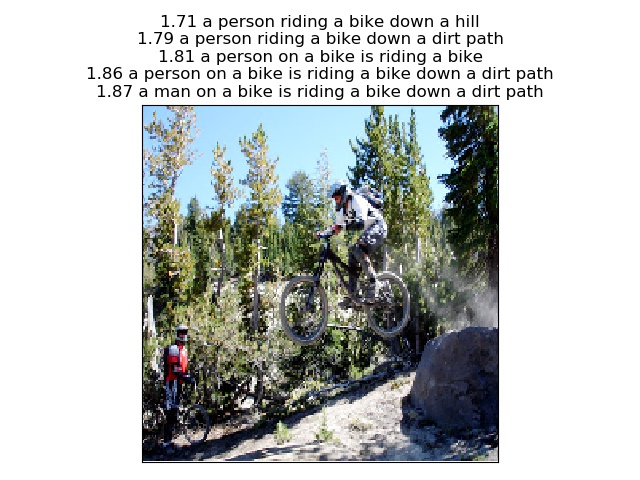 1.71 a person riding a bike down a hill
1.79 a person riding a bike down a dirt path
1.81 a person on a bike is riding a bike
1.86 a person on a bike is riding a bike down a dirt path
1.87 a man on a bike is riding a bike down a dirt path